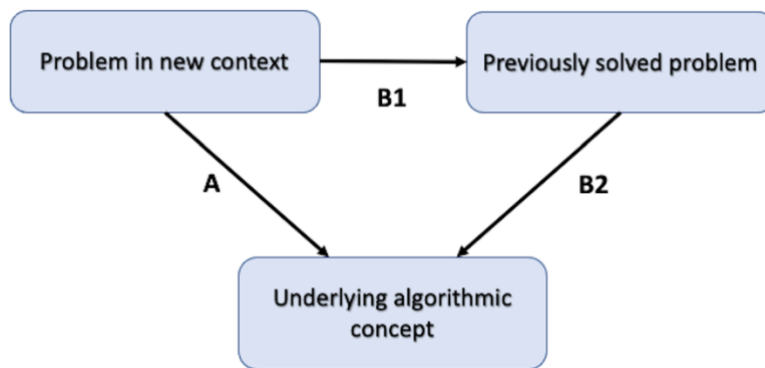 Problem in new context
Previously solved problem
B1
A
B2
Underlying algorithmic
concept